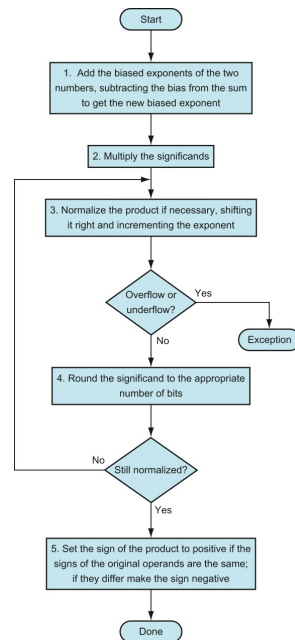 Start
1. Add the biased exponents of the two
numbers, subtracting the bias from the sum
to get the new biased exponent
2. Multiply the significands
3. Normalize the product if necessary, shifting
it right and incrementing the exponent
Overflow or
underflow?
Yes
Exception
No
4. Round the significand to the appropriate
number of bits
No
Still normalized?
Yes
5. Set the sign of the product to positive if the
signs of the original operands are the same;
if they differ make the sign negative
Done